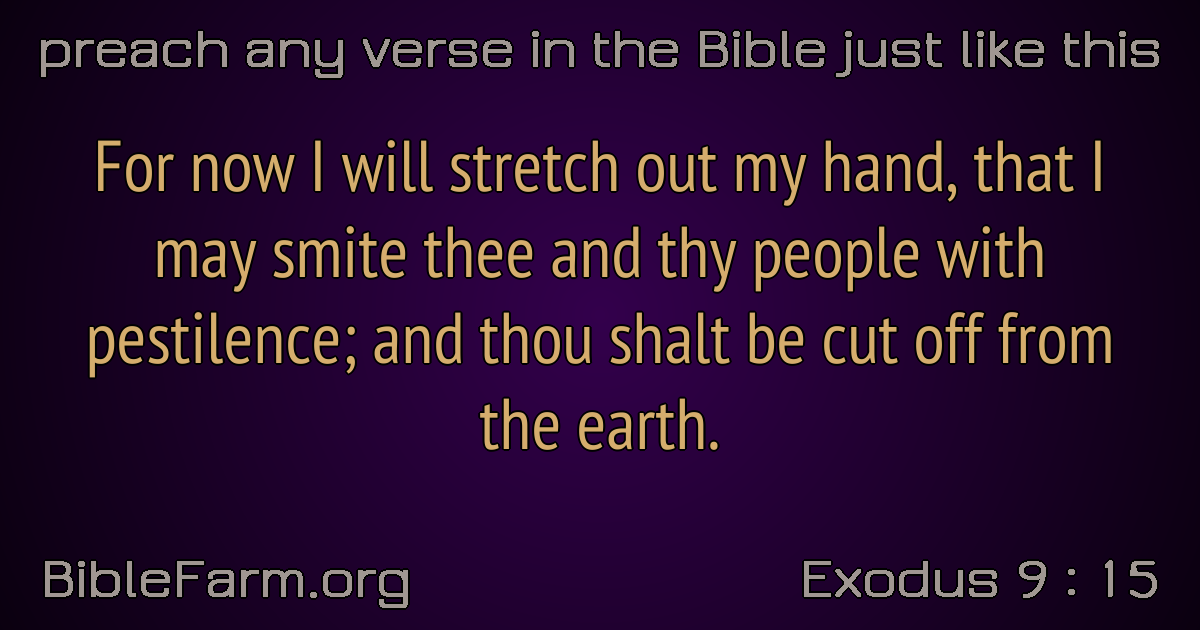 preach any verse in the Bible just like this
For now I will stretch out my hand, that I
may smite thee and thy people with
pestilence; and thou shalt be cut off from
the earth.
BibleFarm.org
Exodus 9 : 15